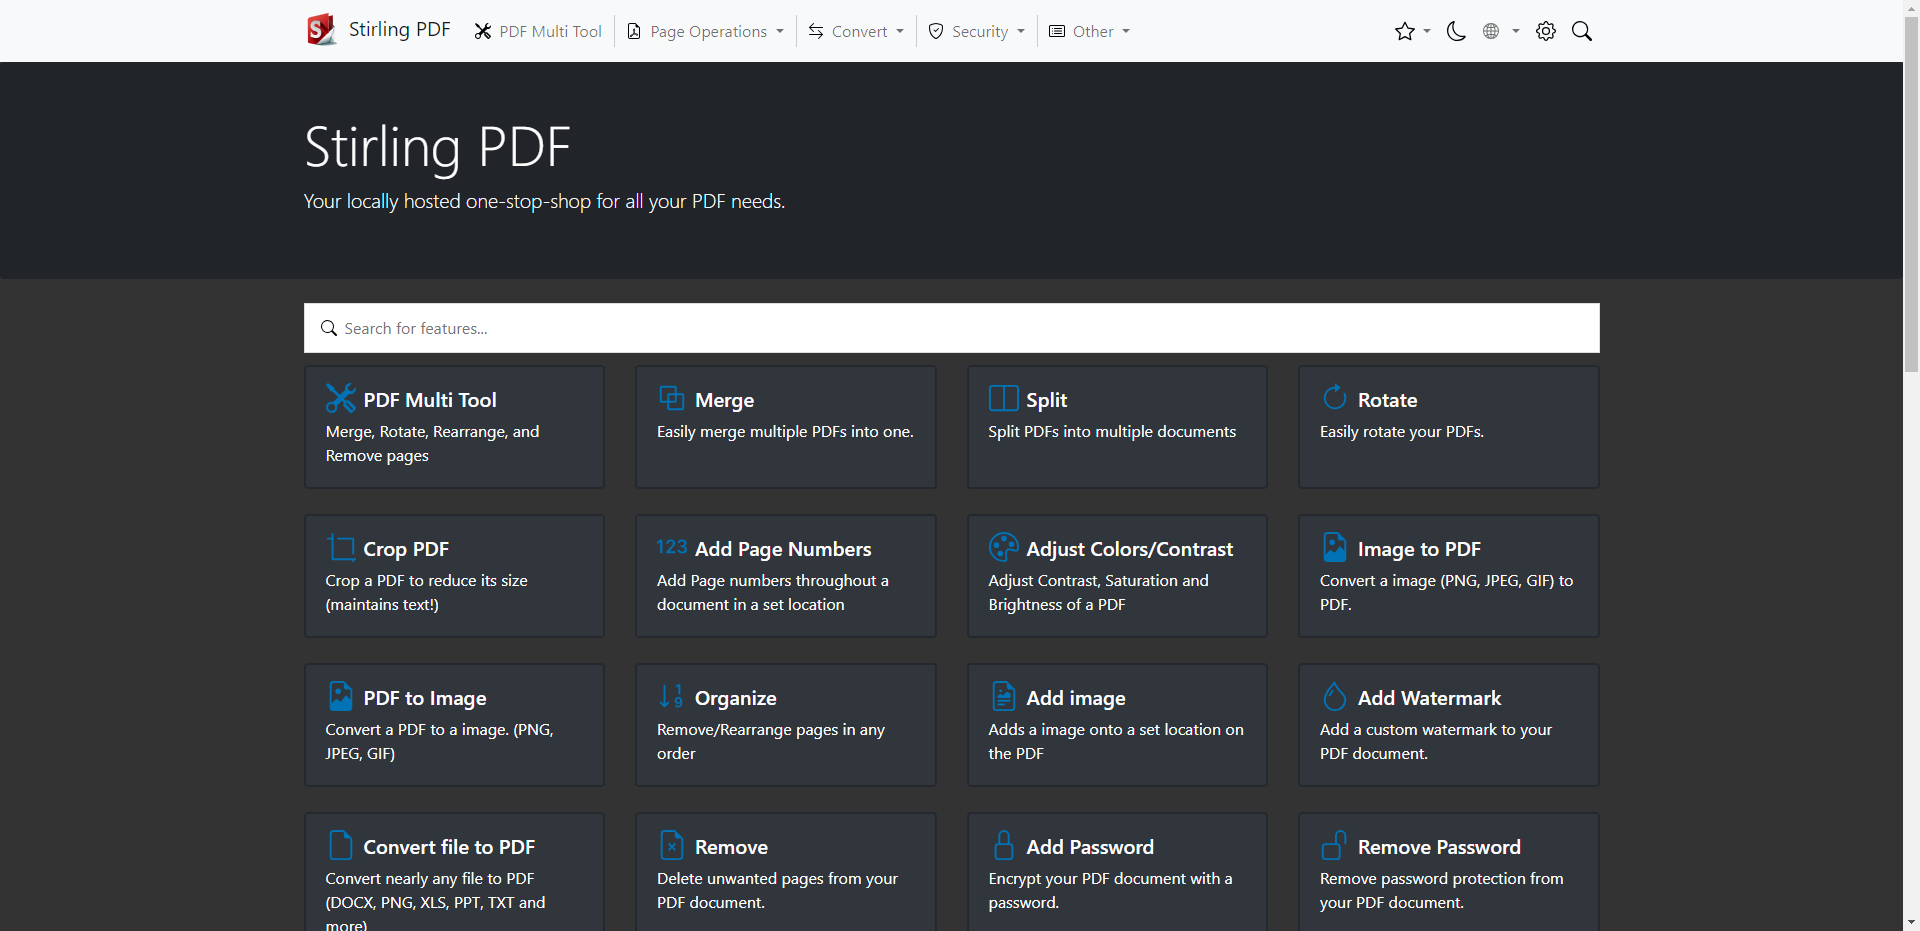 Stirling PDF
PDF Multi Tool
Page Operations
Convert
Security
Other
Stirling PDF
Your locally hosted one-stop-shop for all your PDF needs.
Search for features...
PDF Multi Tool
Merge, Rotate, Rearrange, and
Remove pages
Merge
Easily merge multiple PDFs into one.
Split
Split PDFs into multiple documents
Rotate
Easily rotate your PDFs.
Crop PDF
Crop a PDF to reduce its size
(maintains text!)
123 Add Page Numbers
Add Page numbers throughout a
document in a set location
Adjust Colors/Contrast
Adjust Contrast, Saturation and
Brightness of a PDF
Image to PDF
Convert a image (PNG, JPEG, GIF) to
PDF.
PDF to Image
Convert a PDF to a image. (PNG,
JPEG, GIF)
Organize
Remove/Rearrange pages in any
order
Add image
Adds a image onto a set location on
the PDF
Add Watermark
Add a custom watermark to your
PDF document.
Convert file to PDF
Convert nearly any file to PDF
(DOCX, PNG, XLS, PPT, TXT and
more)
Remove
Delete unwanted pages from your
PDF document.
Add Password
Encrypt your PDF document with a
password.
Remove Password
Remove password protection from
your PDF document.